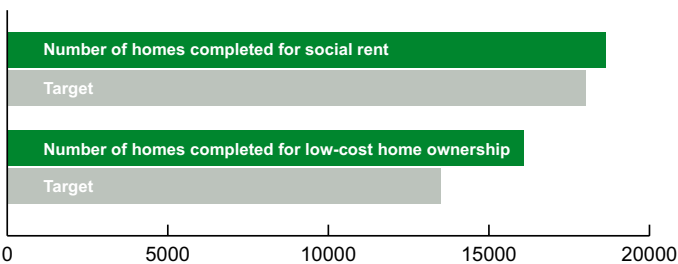 Number of homes completed for social rent
Target
Number of homes completed for low-cost home ownership
Target
0 5000 10000 15000 20000